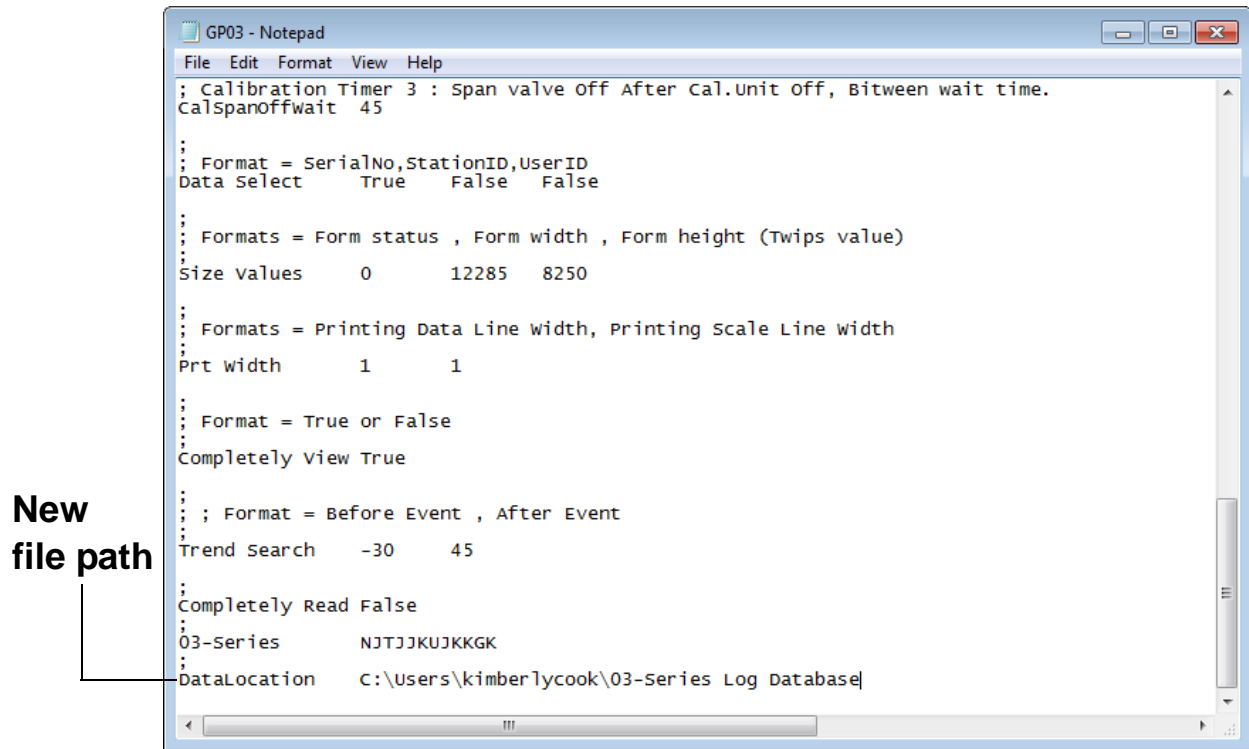 GP03 - Notepad
File Edit Format View Help
; Calibration Timer 3 : Span valve Off After Cal.Unit Off, Bitween wait time.
CalSpanOffWait 45
;
; Format = SerialNo,StationID,UserID
Data Select True False False
;
; Formats = Form status , Form width , Form height (Twips value)
;
Size Values 0 12285 8250
;
; Formats = Printing Data Line Width, Printing Scale Line Width
;
Prt Width 1 1
;
; Format = True or False
;
Completely View True
;
; ; Format = Before Event , After Event
;
Trend Search -30 45
;
Completely Read False
;
03-Series NJTJJKUJKKGK
;
DataLocation C:\Users\kimberlycook\03-Series Log Database
New
file path